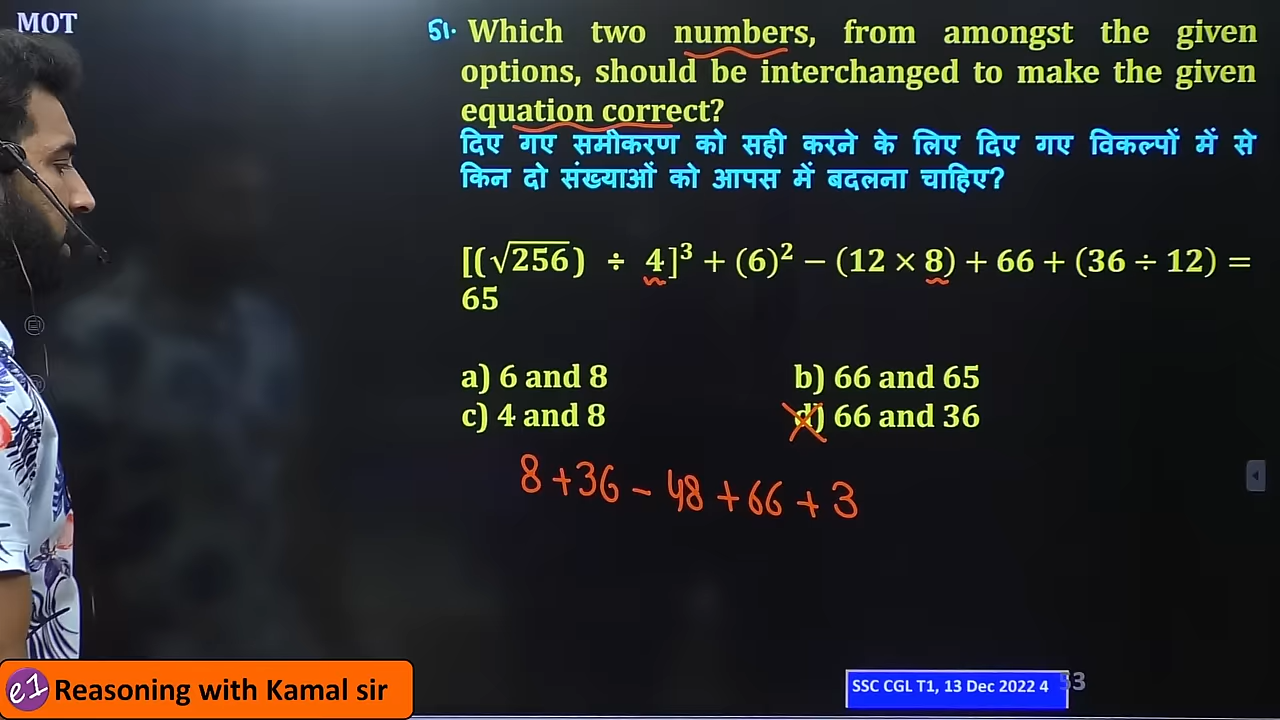 MOT
51. Which two numbers, from amongst the given
options, should be interchanged to make the given
equation correct?
दिए गए समीकरण को सही करने के लिए दिए गए विकल्पों में से
किन दो संख्याओं को आपस में बदलना चाहिए?
[(√256) ÷ 4]³ + (6)² − (12 × 8) + 66 + (36 ÷ 12) =
65
a) 6 and 8 b) 66 and 65
c) 4 and 8 d) 66 and 36
8 + 36 − 48 + 66 + 3
e1 Reasoning with Kamal sir
SSC CGL T1, 13 Dec 2022 4 53